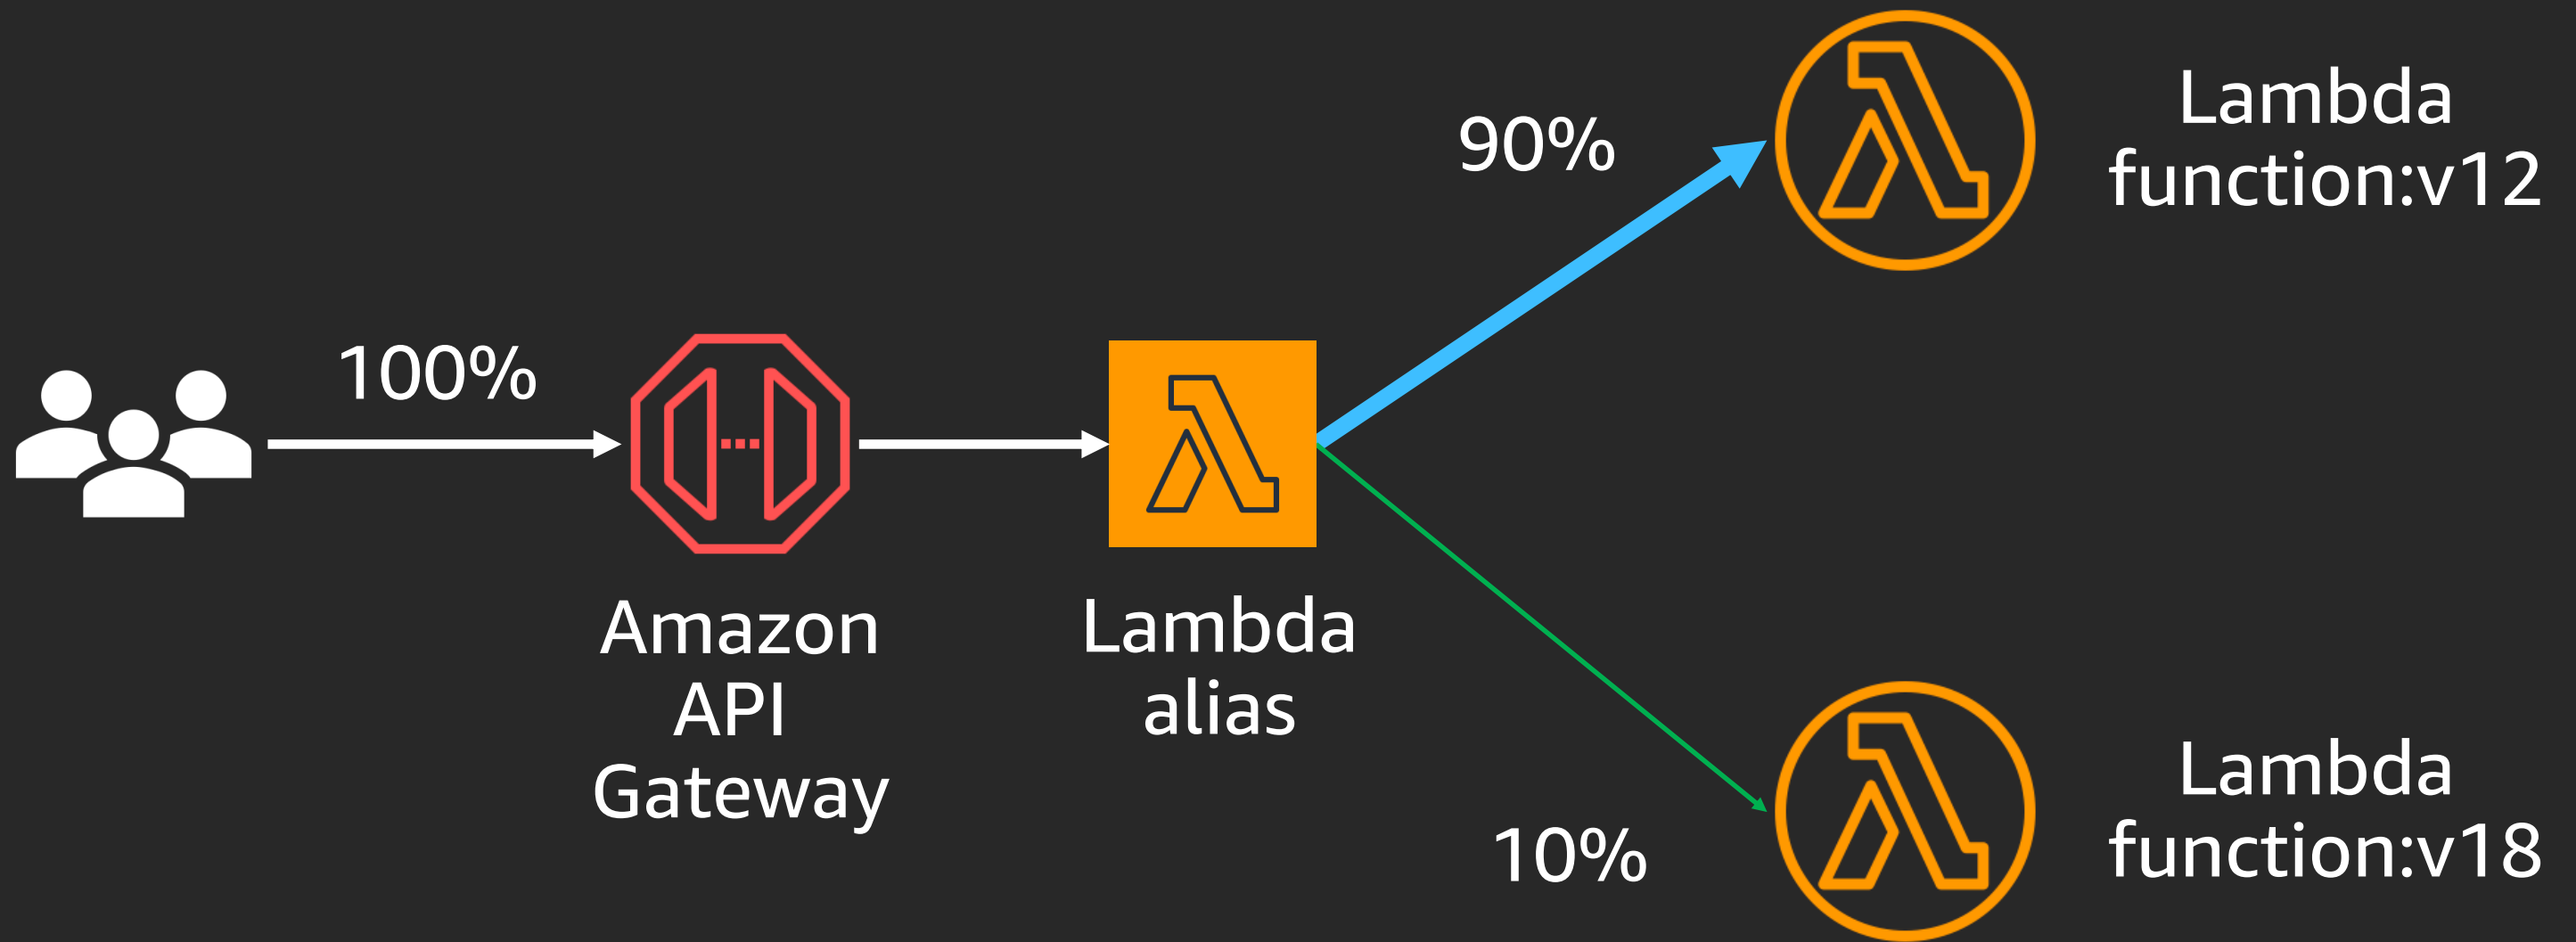 100%
Amazon
API
Gateway
Lambda
alias
90%
Lambda
function:v12
10%
Lambda
function:v18